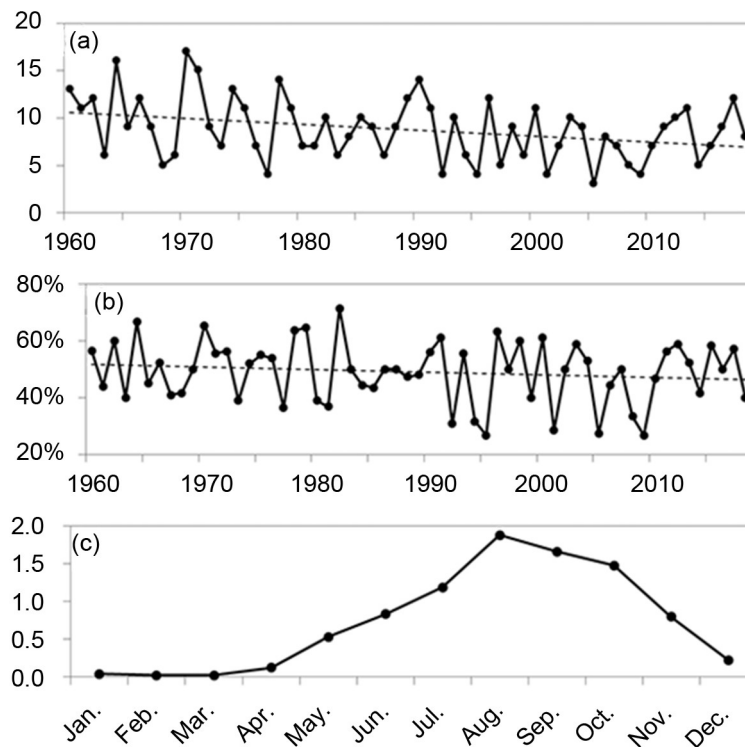 20
(a)
15
10
5
0
1960 1970 1980 1990 2000 2010
80%
(b)
60%
40%
20%
1960 1970 1980 1990 2000 2010
2.0
(c)
1.5
1.0
0.5
0.0
Jan. Feb. Mar. Apr. May. Jun. Jul. Aug. Sep. Oct. Nov. Dec.